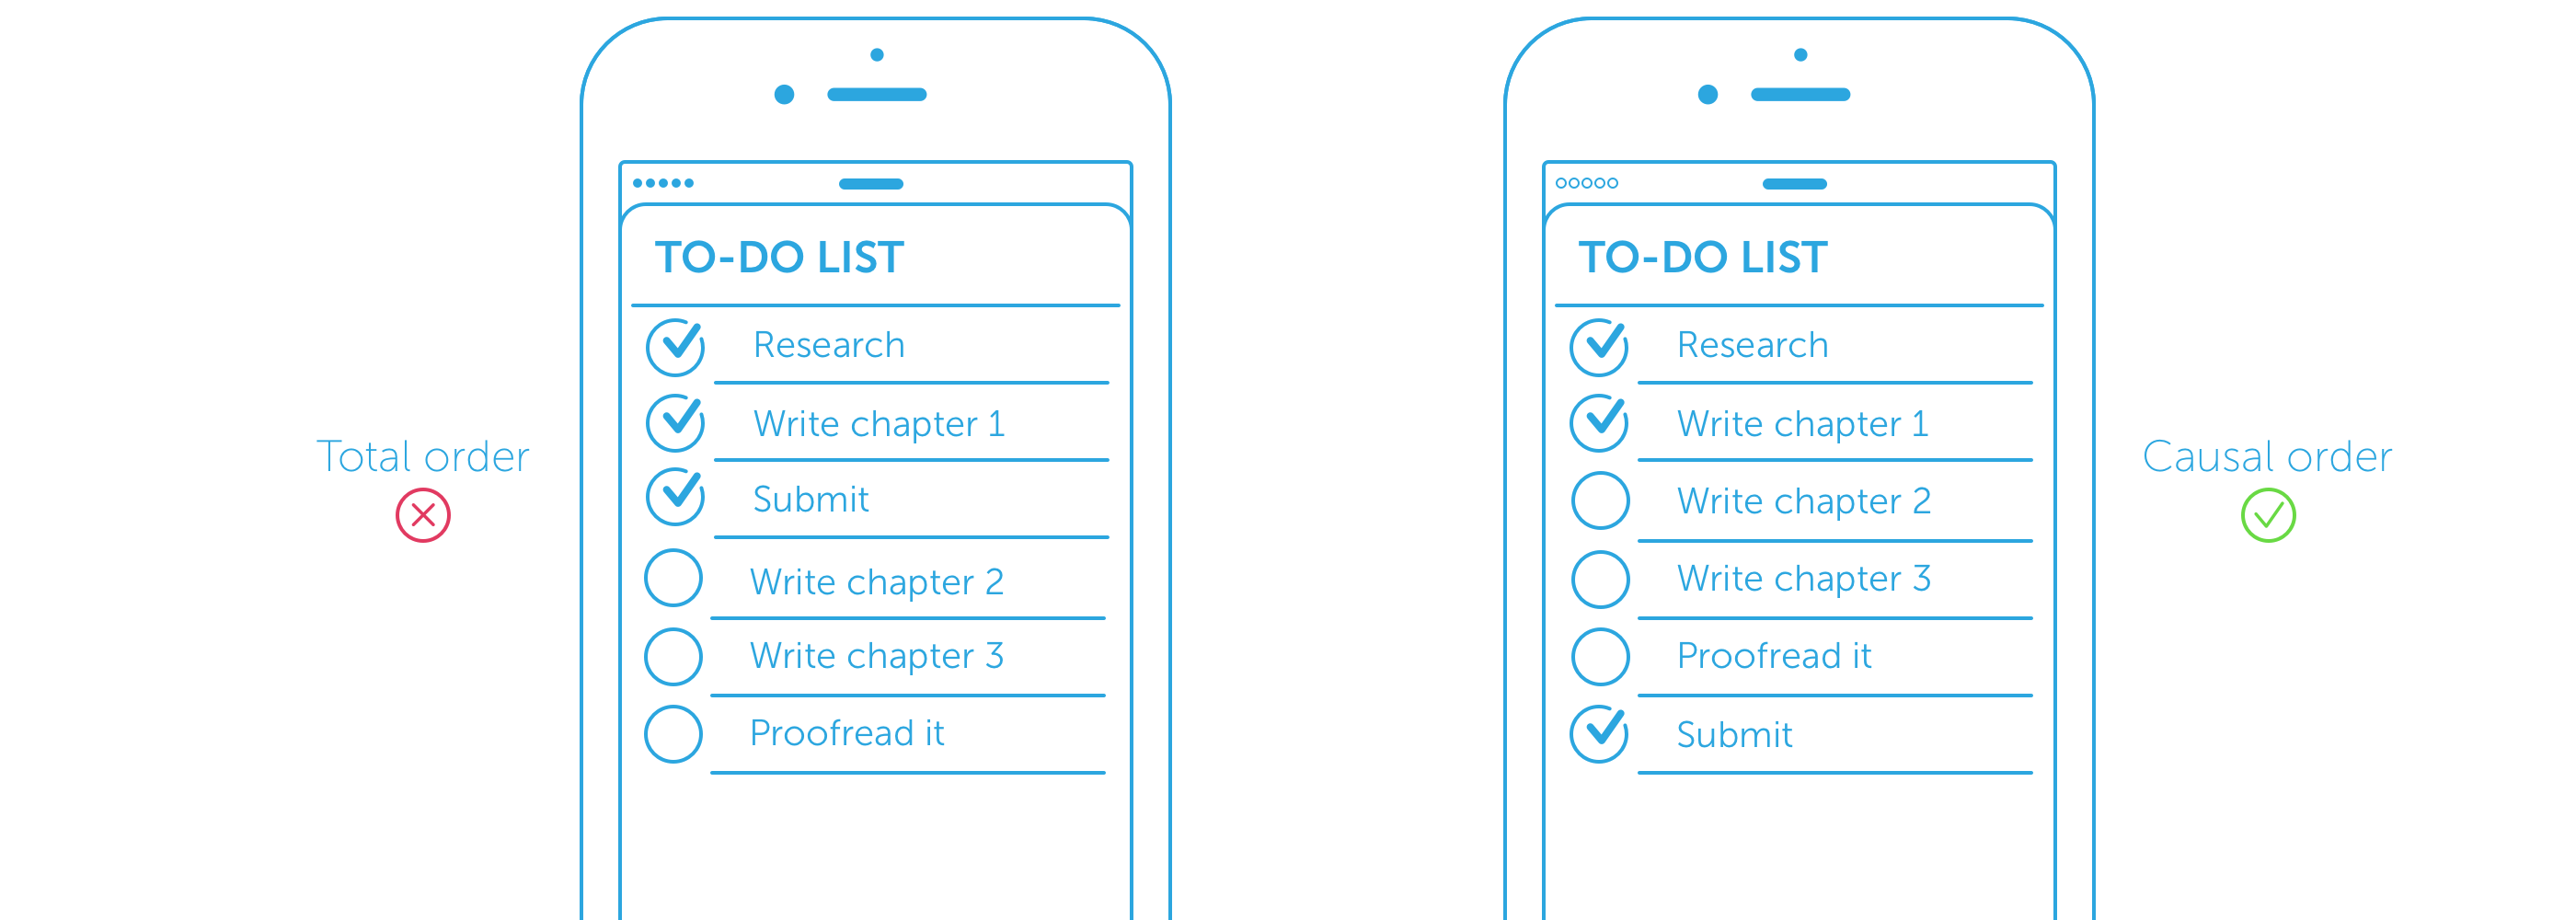 Total order
TO-DO LIST
Research
Write chapter 1
Submit
Write chapter 2
Write chapter 3
Proofread it
TO-DO LIST
Research
Write chapter 1
Write chapter 2
Write chapter 3
Proofread it
Submit
Causal order